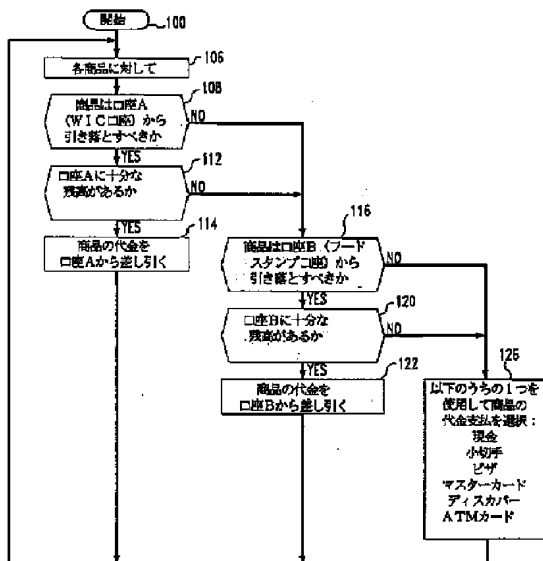 開始
100
各商品に対して
106
商品は口座A
(WIC口座)から
引き落とすべきか
108
NO
YES
口座Aに十分な
残高があるか
112
NO
YES
商品の代金を
口座Aから差し引く
114
商品は口座B(フード
スタンプ口座)から
引き落とすべきか
116
NO
YES
口座Bに十分な
残高があるか
120
NO
YES
商品の代金を
口座Bから差し引く
122
126
以下のうちの1つを
使用して商品の
代金支払を選択:
現金
小切手
ビザ
マスターカード
ディスカバー
ATMカード